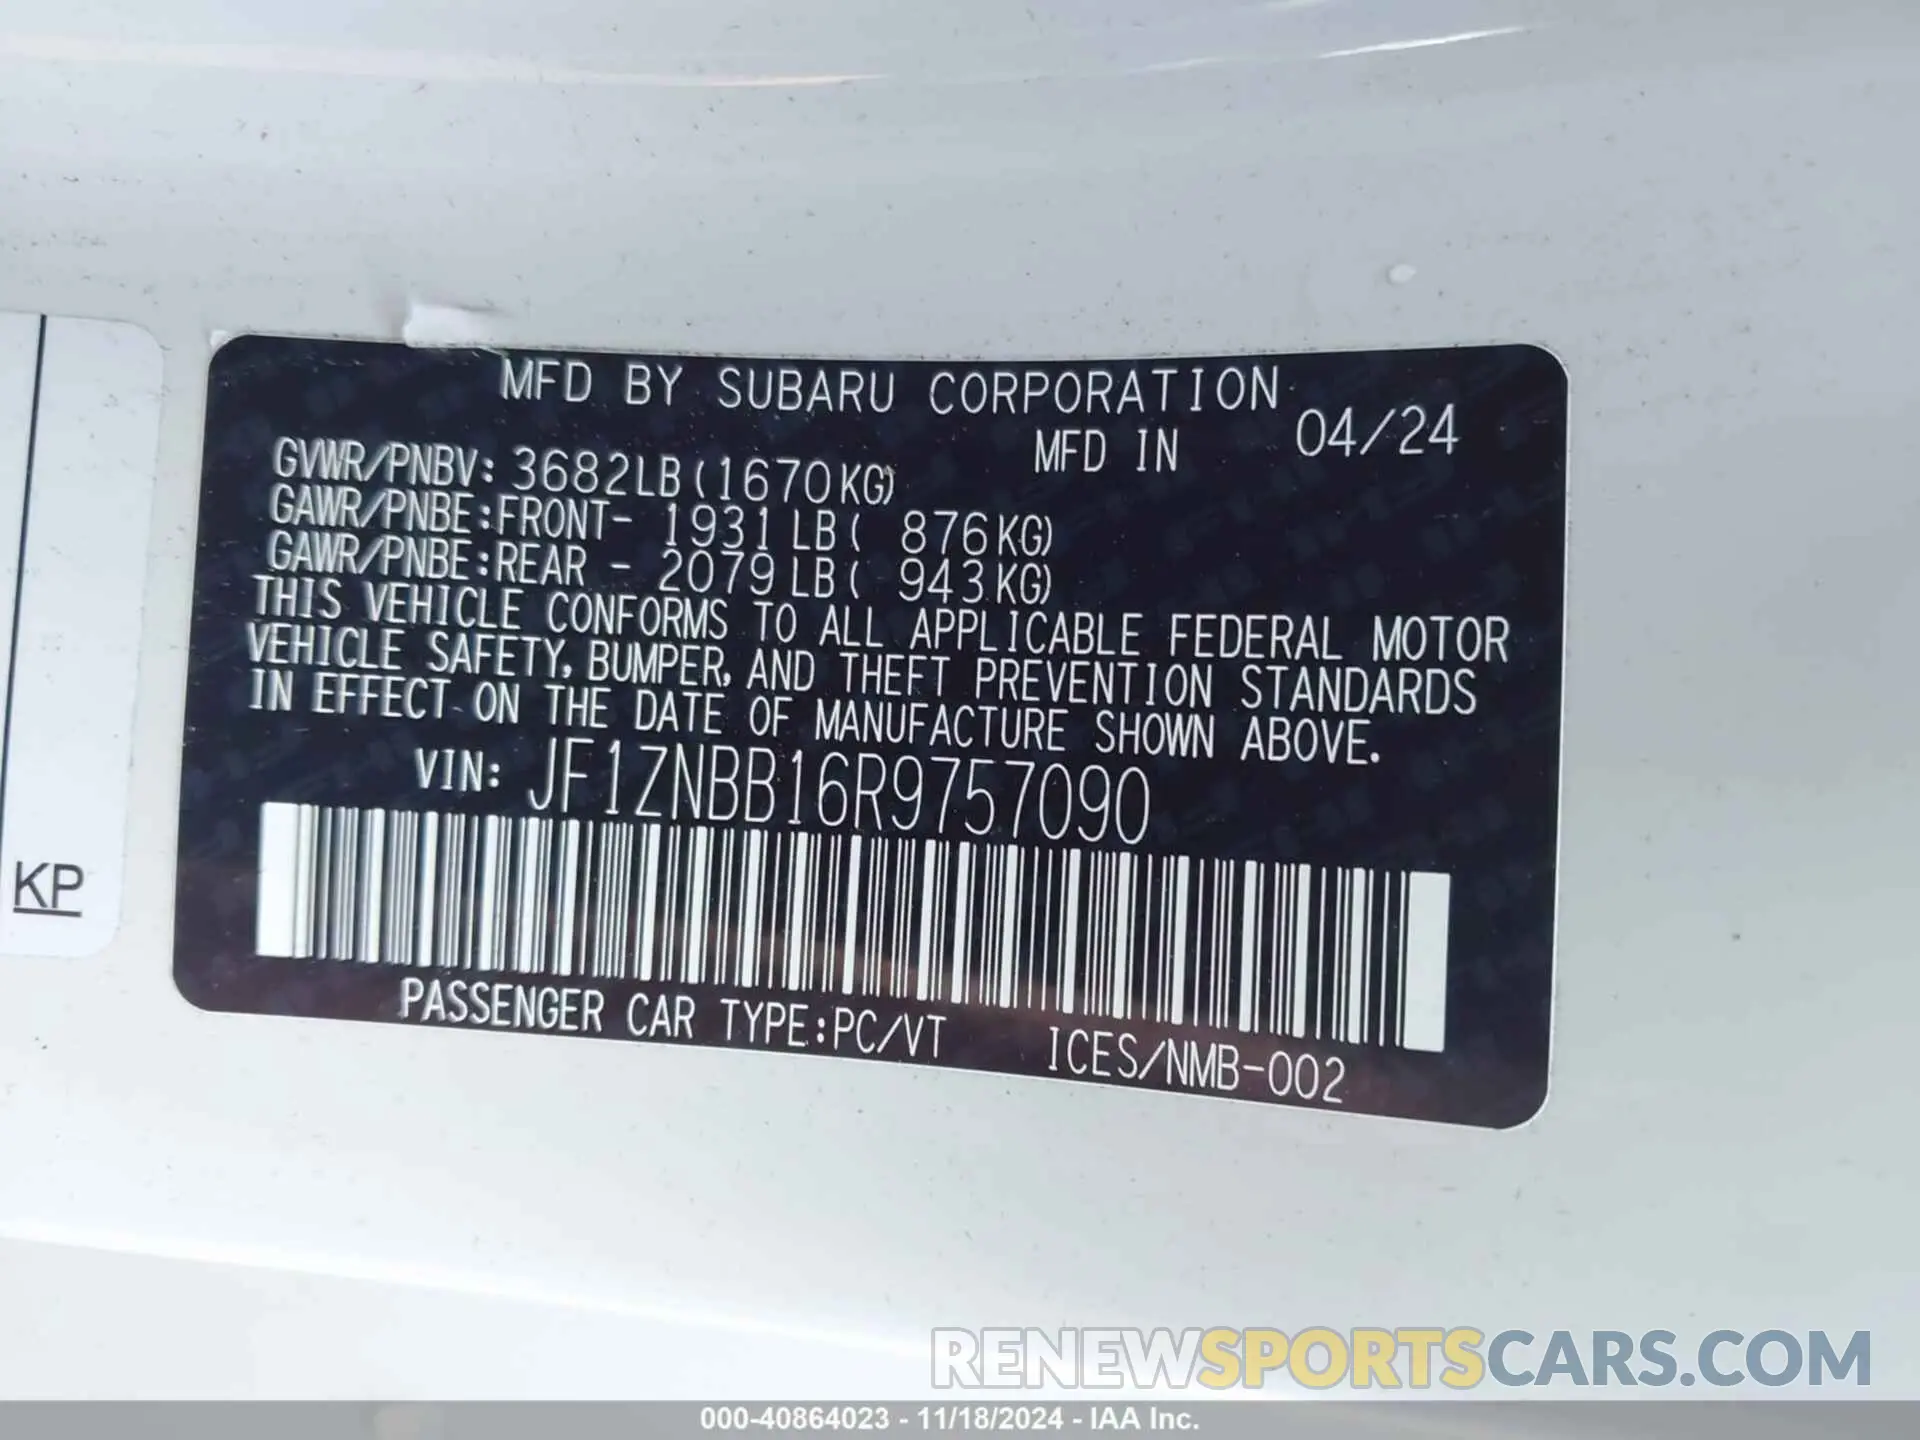 MFD BY SUBARU CORPORATION
MFD IN 04/24
GVWR/PNBV: 3682LB(1670KG)
GAWR/PNBE:FRONT- 1931LB( 876KG)
GAWR/PNBE:REAR - 2079LB( 943KG)
THIS VEHICLE CONFORMS TO ALL APPLICABLE FEDERAL MOTOR
VEHICLE SAFETY, BUMPER, AND THEFT PREVENTION STANDARDS
IN EFFECT ON THE DATE OF MANUFACTURE SHOWN ABOVE.
VIN: JF1ZNBB16R9757090
KP
PASSENGER CAR TYPE:PC/VT ICES/NMB-002
RENEWSPORTSCARS.COM
000-40864023 - 11/18/2024 - IAA Inc.